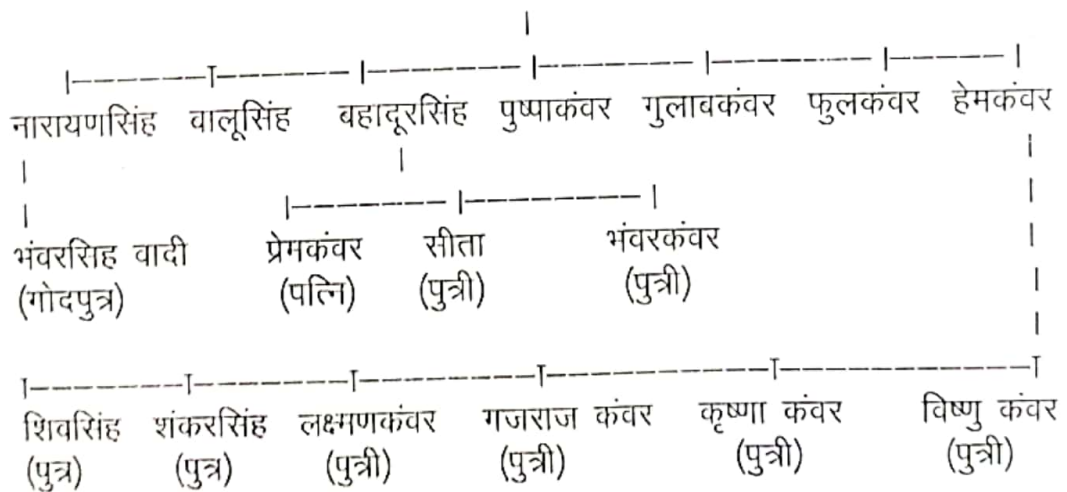 नारायणसिंह वालूसिंह बहादूरसिंह पुष्पाकंवर गुलाबकंवर फुलकंवर हेमकंवर
भंवरसिह वादी प्रेमकंवर सीता भंवरकंवर
(गोदपुत्र) (पत्नि) (पुत्री) (पुत्री)
शिवसिंह शंकरसिंह लक्ष्मणकंवर गजराज कंवर कृष्णा कंवर विष्णु कंवर
(पुत्र) (पुत्र) (पुत्री) (पुत्री) (पुत्री) (पुत्री)